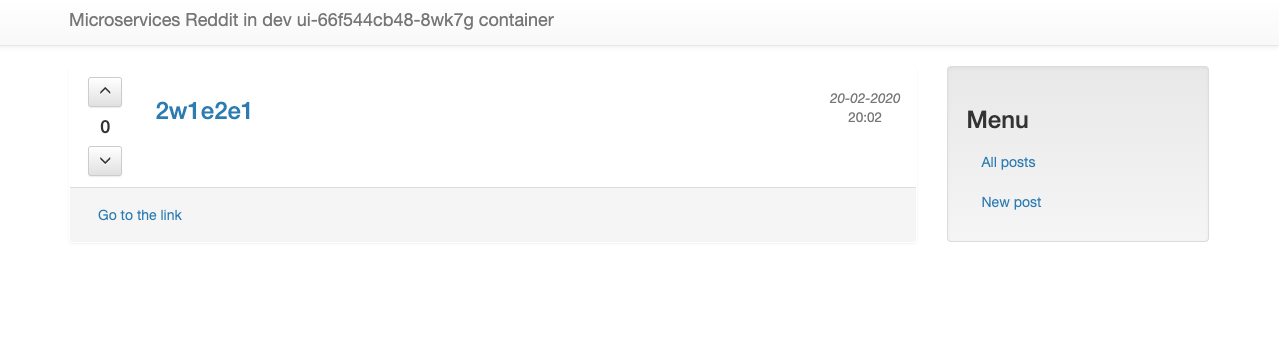 Microservices Reddit in dev ui-66f544cb48-8wk7g container
0
2w1e2e1
20-02-2020
20:02
Go to the link
Menu
All posts
New post